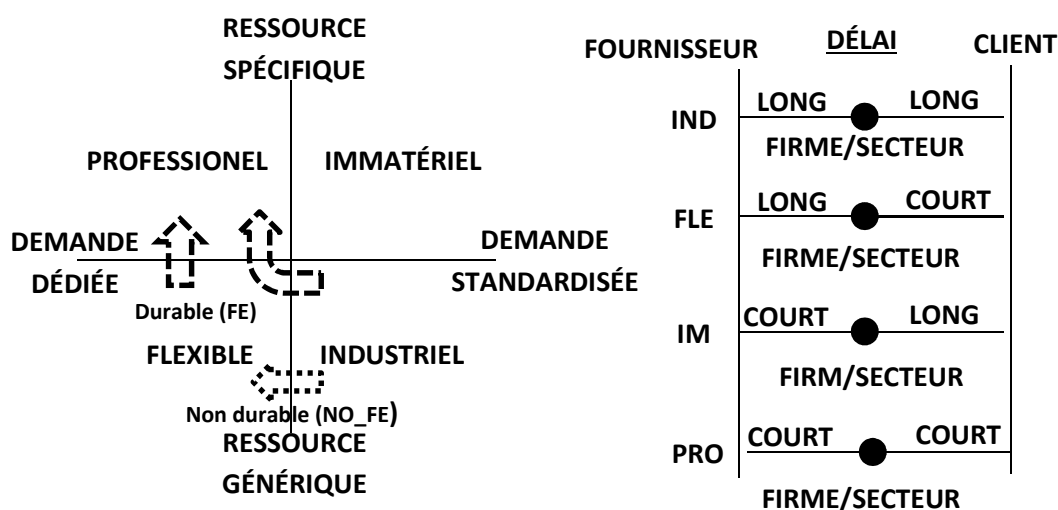 RESSOURCE
SPÉCIFIQUE
PROFESSIONEL IMMATÉRIEL
DEMANDE
DÉDIÉE
DEMANDE
STANDARDISÉE
Durable (FE)
FLEXIBLE INDUSTRIEL
Non durable (NO_FE)
RESSOURCE
GÉNÉRIQUE
FOURNISSEUR DÉLAI CLIENT
IND LONG LONG
FIRME/SECTEUR
FLE LONG COURT
FIRME/SECTEUR
IM COURT LONG
FIRM/SECTEUR
PRO COURT COURT
FIRME/SECTEUR